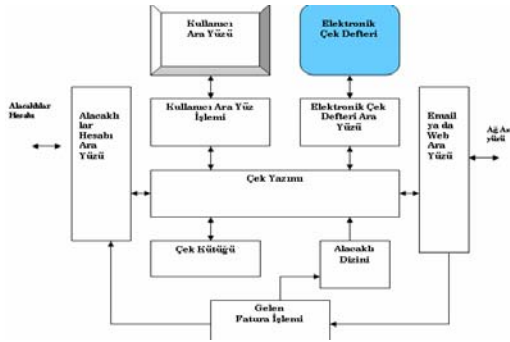 Kullanıcı
Ara Yüzü
Elektronik
Çek Defteri
Alacaklılar
Hesabı
Alacaklı
lar
Hesabı
Ara
Yüzü
Kullanıcı Ara Yüz
İşlemi
Elektronik Çek
Defteri Ara
Yüzü
Email
ya da
Web
Ara
Yüzü
Ağ Ara
yüzü
Çek Yazımı
Çek Kütüğü
Alacaklı
Dizini
Gelen
Fatura İşlemi